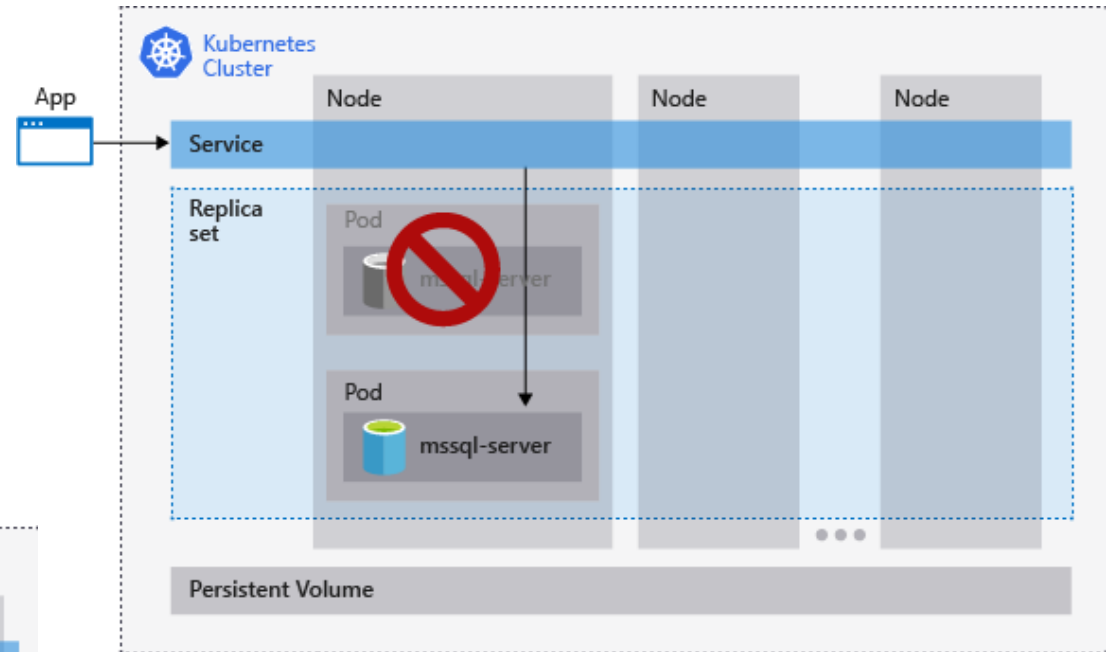 Kubernetes
Cluster
App
Node
Node
Node
Service
Replica
set
Pod
mssql-server
Pod
mssql-server
Persistent Volume